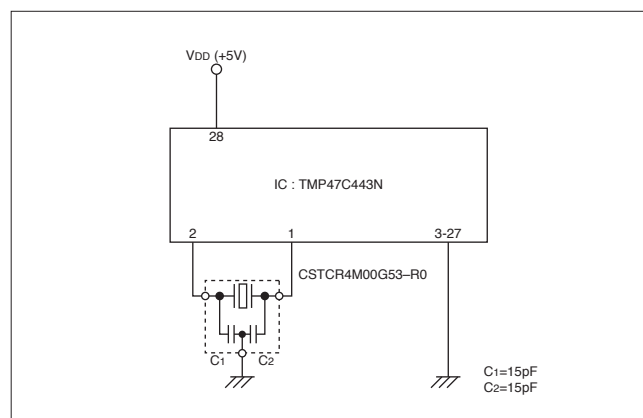 VDD (+5V)
28
IC : TMP47C443N
2
1
3-27
CSTCR4M00G53–R0
C1
C2
C1=15pF
C2=15pF